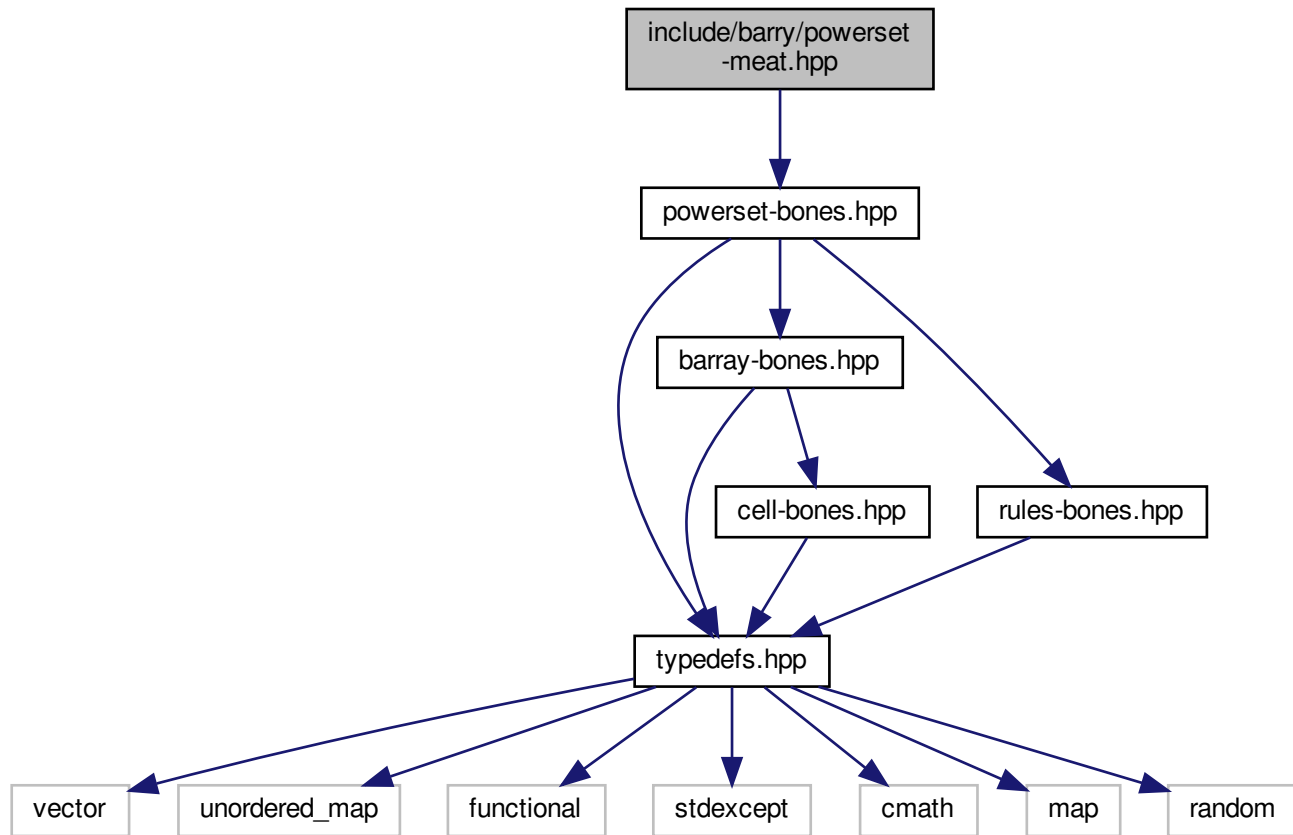 include/barry/powerset
-meat.hpp
powerset-bones.hpp
barray-bones.hpp
cell-bones.hpp
rules-bones.hpp
typedefs.hpp
vector
unordered_map
functional
stdexcept
cmath
map
random